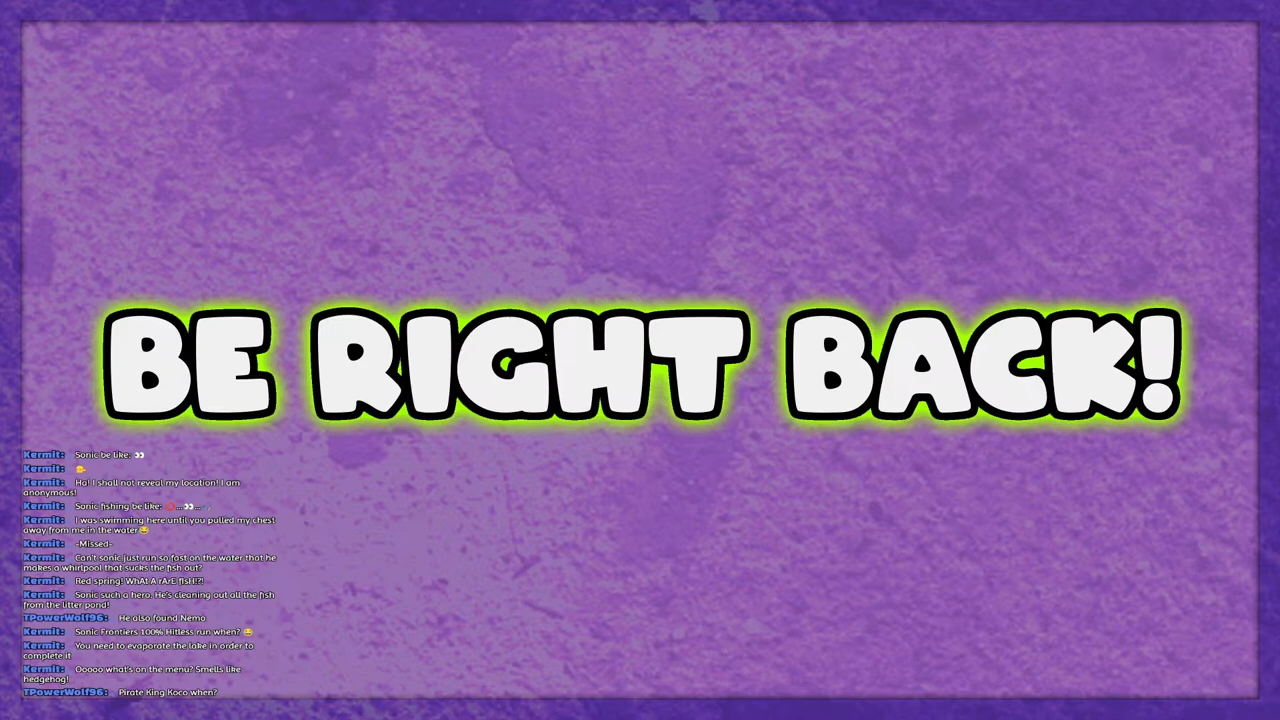 BE RIGHT BACK!
Kermit: Sonic be like: 👀
Kermit:
Kermit: Ha! I shall not reveal my location! I am
anonymous!
Kermit: Sonic fishing be like: ⭕...👀...
Kermit: I was swimming here until you pulled my chest
away from me in the water😂
Kermit: -Missed-
Kermit: Can't sonic just run so fast on the water that he
makes a whirlpool that sucks the fish out?
Kermit: Red spring! WhAt A rArE fIsH!?!
Kermit: Sonic such a hero. He's cleaning out all the fish
from the litter pond!
TPowerWolf96: He also found Nemo
Kermit: Sonic Frontiers 100% Hitless run when? 😂
Kermit: You need to evaporate the lake in order to
complete it
Kermit: Ooooo what's on the menu? Smells like
hedgehog!
TPowerWolf96: Pirate King Koco when?